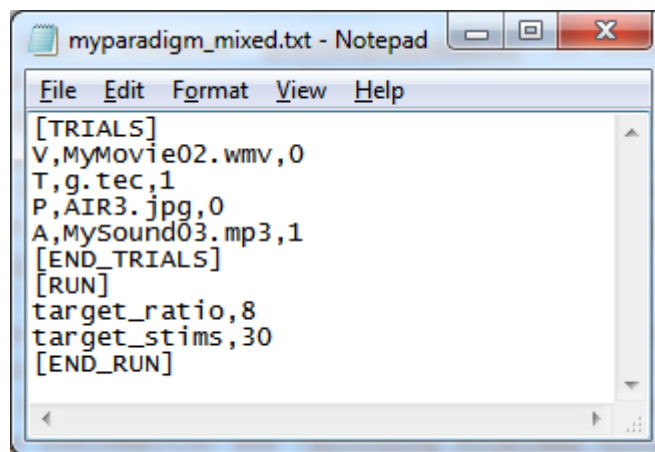 myparadigm_mixed.txt - Notepad
File Edit Format View Help
[TRIALS]
V,MyMovie02.wmv,0
T,g.tec,1
P,AIR3.jpg,0
A,MySound03.mp3,1
[END_TRIALS]
[RUN]
target_ratio,8
target_stims,30
[END_RUN]